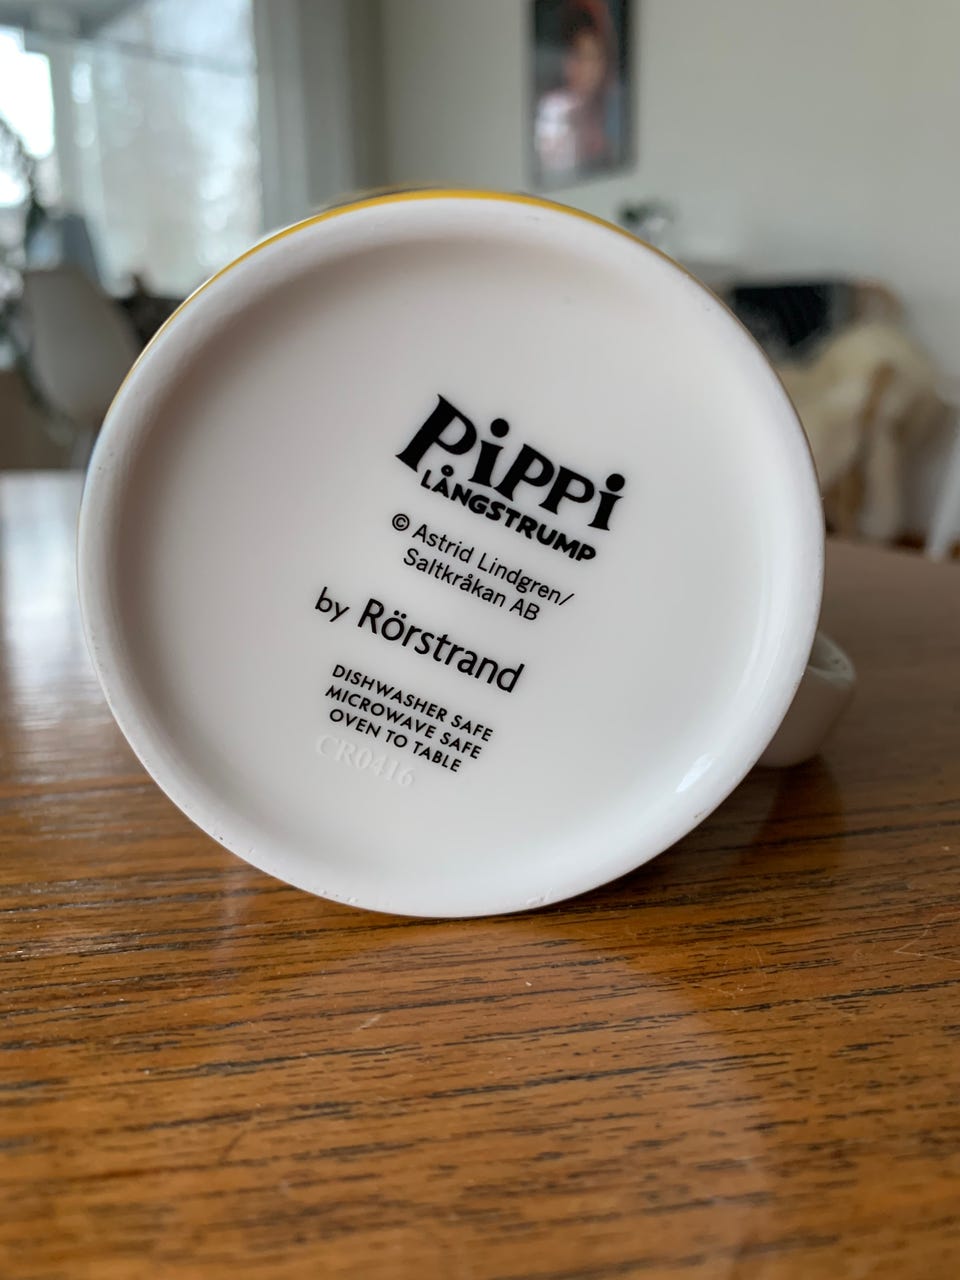 PiPPi
LÅNGSTRUMP
© Astrid Lindgren/
Saltkråkan AB
by Rörstrand
DISHWASHER SAFE
MICROWAVE SAFE
OVEN TO TABLE
CR0416